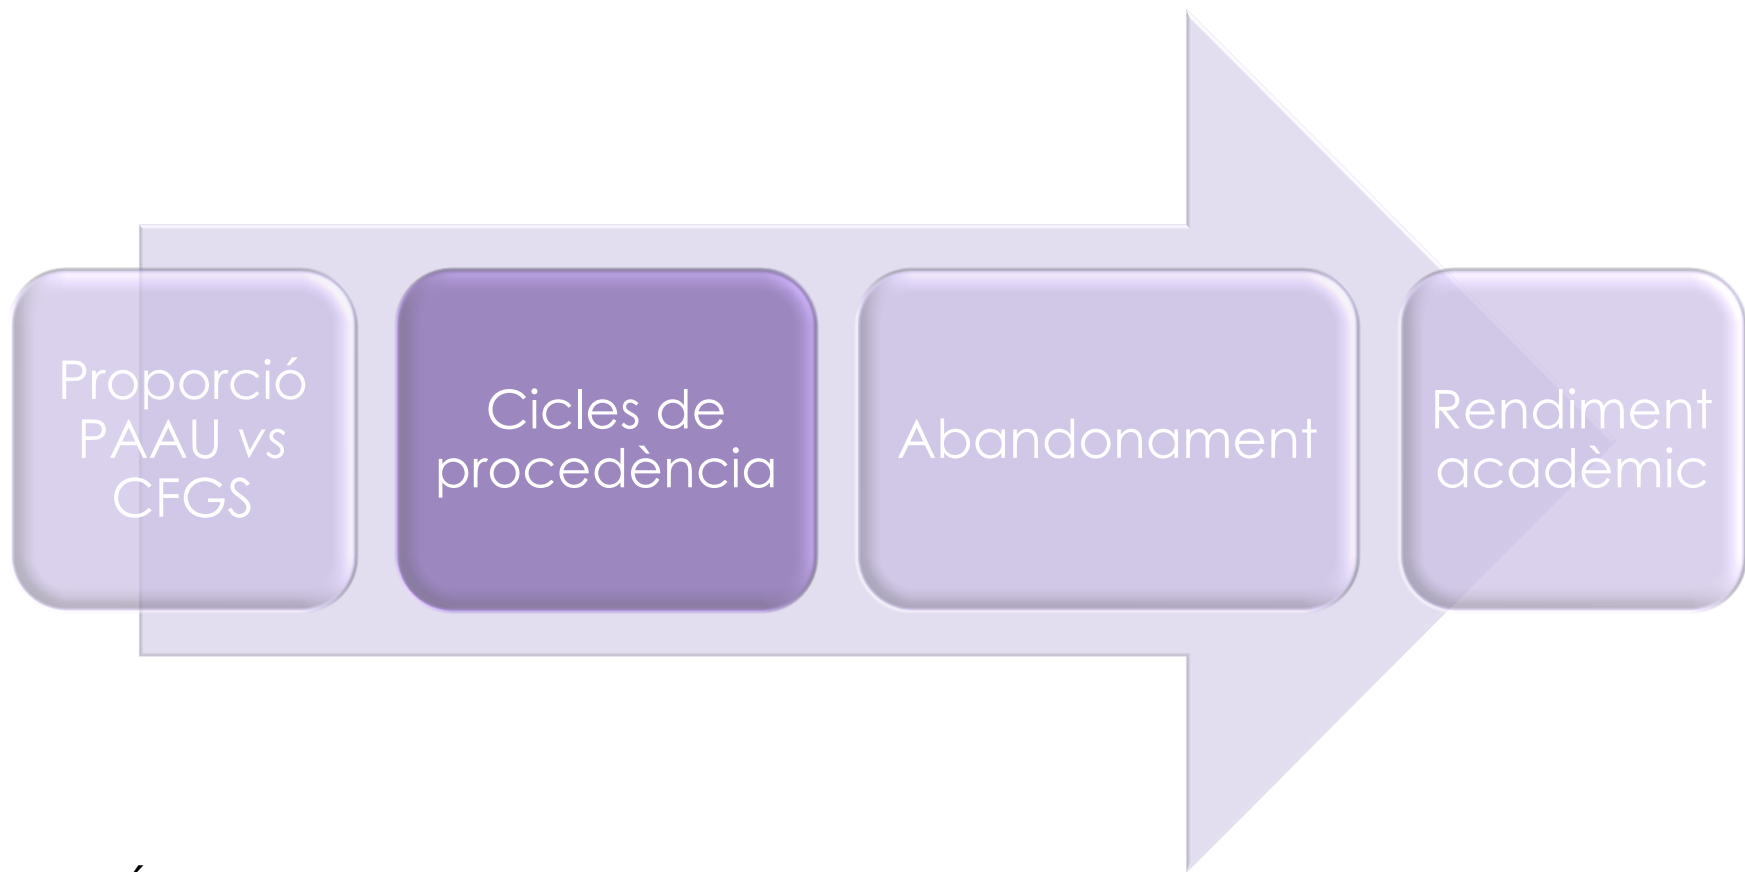 Proporció
PAAU vs
CFGS
Cicles de
procedència
Abandonament
Rendiment
acadèmic